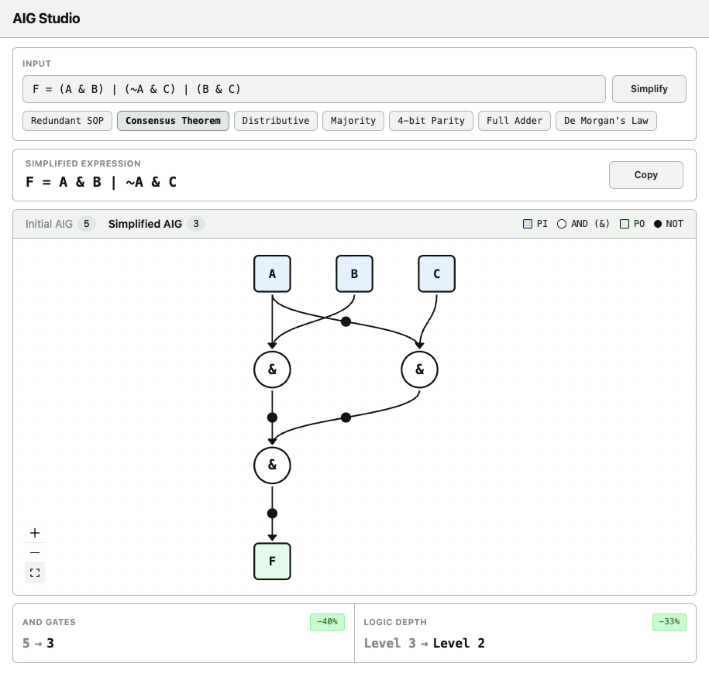 AIG Studio
INPUT
F = (A & B) | (~A & C) | (B & C)
Simplify
Redundant SOP
Consensus Theorem
Distributive
Majority
4-bit Parity
Full Adder
De Morgan's Law
SIMPLIFIED EXPRESSION
F = A & B | ~A & C
Copy
Initial AIG 5 Simplified AIG 3
PI AND (&) PO NOT
A B C
& &
&
F
+
−
AND GATES −40%
5 → 3
LOGIC DEPTH −33%
Level 3 → Level 2